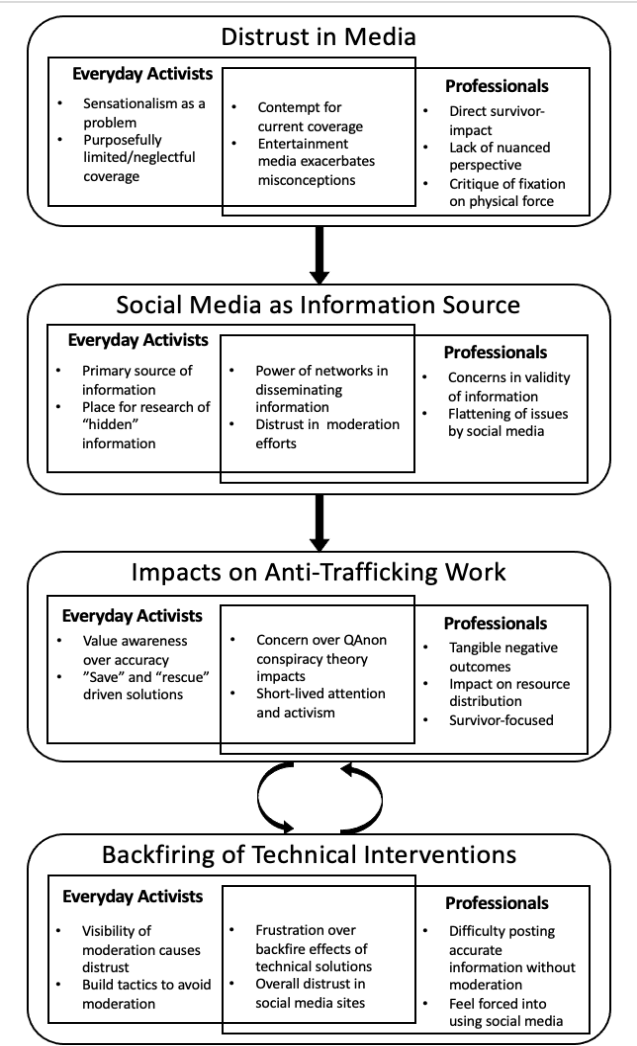 Distrust in Media
Everyday Activists
• Sensationalism as a
problem
• Purposefully
limited/neglectful
coverage
• Contempt for
current coverage
• Entertainment
media exacerbates
misconceptions
Professionals
• Direct survivor-
impact
• Lack of nuanced
perspective
• Critique of fixation
on physical force
Social Media as Information Source
Everyday Activists
• Primary source of
information
• Place for research of
“hidden”
information
• Power of networks in
disseminating
information
• Distrust in moderation
efforts
Professionals
• Concerns in validity
of information
• Flattening of issues
by social media
Impacts on Anti-Trafficking Work
Everyday Activists
• Value awareness
over accuracy
• ”Save” and “rescue”
driven solutions
• Concern over QAnon
conspiracy theory
impacts
• Short-lived attention
and activism
Professionals
• Tangible negative
outcomes
• Impact on resource
distribution
• Survivor-focused
Backfiring of Technical Interventions
Everyday Activists
• Visibility of
moderation causes
distrust
• Build tactics to avoid
moderation
• Frustration over
backfire effects of
technical solutions
• Overall distrust in
social media sites
Professionals
• Difficulty posting
accurate
information without
moderation
• Feel forced into
using social media